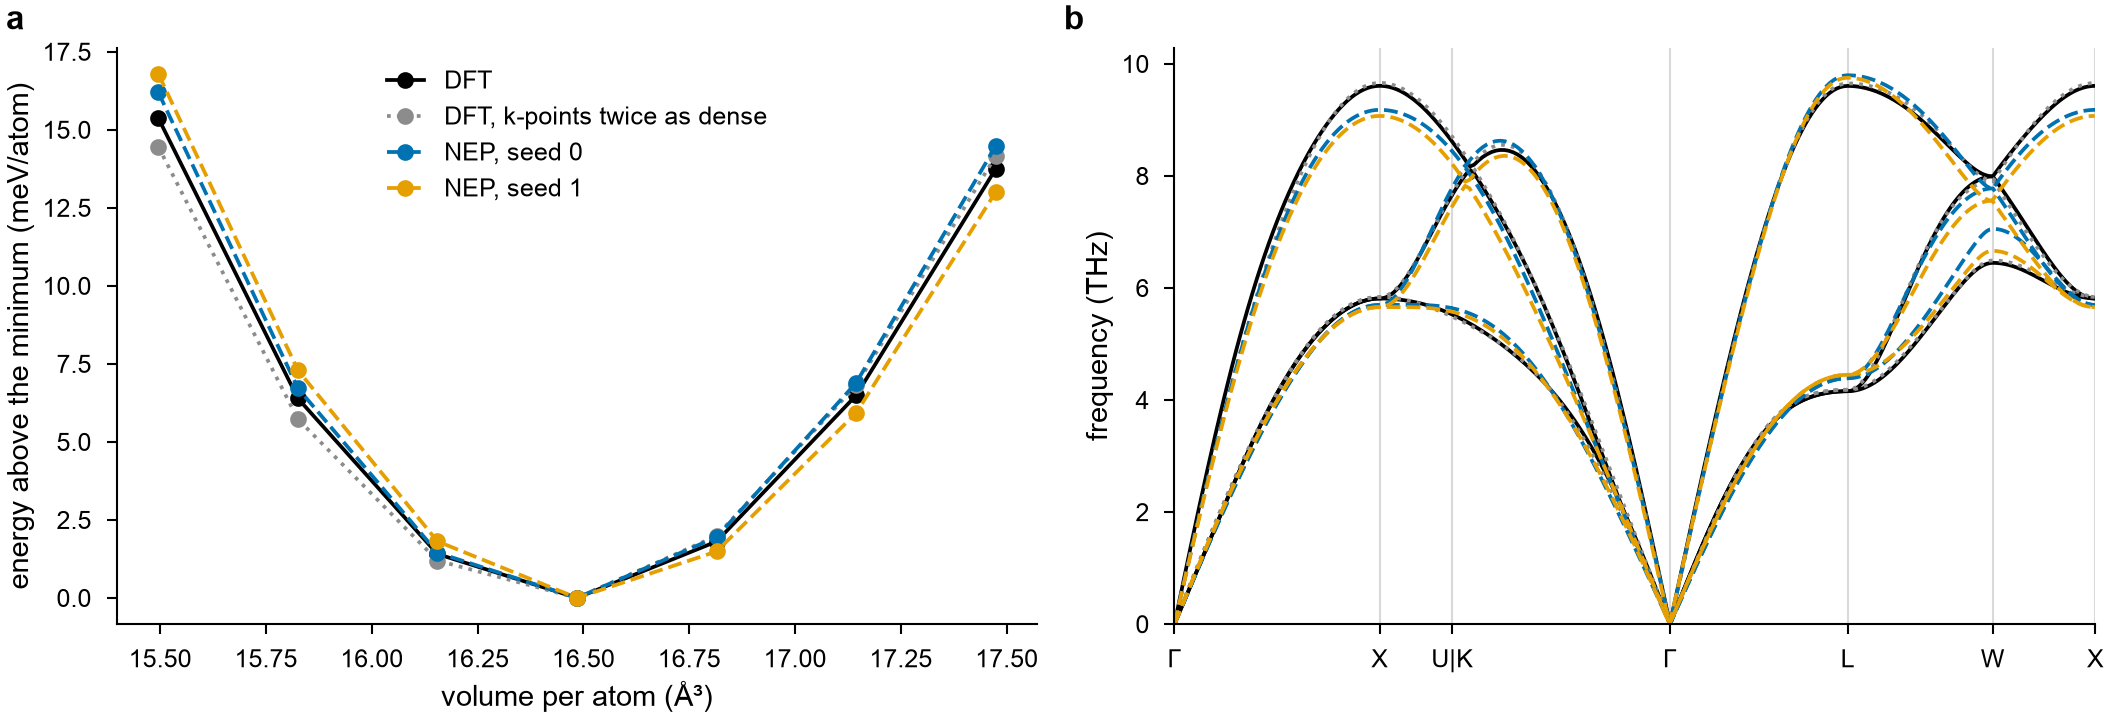 a
17.5
15.0
12.5
10.0
7.5
5.0
2.5
0.0
energy above the minimum (meV/atom)
DFT
DFT, k-points twice as dense
NEP, seed 0
NEP, seed 1
15.50 15.75 16.00 16.25 16.50 16.75 17.00 17.25 17.50
volume per atom (Å³)
b
10
8
6
4
2
0
frequency (THz)
Γ X U|K Γ L W X